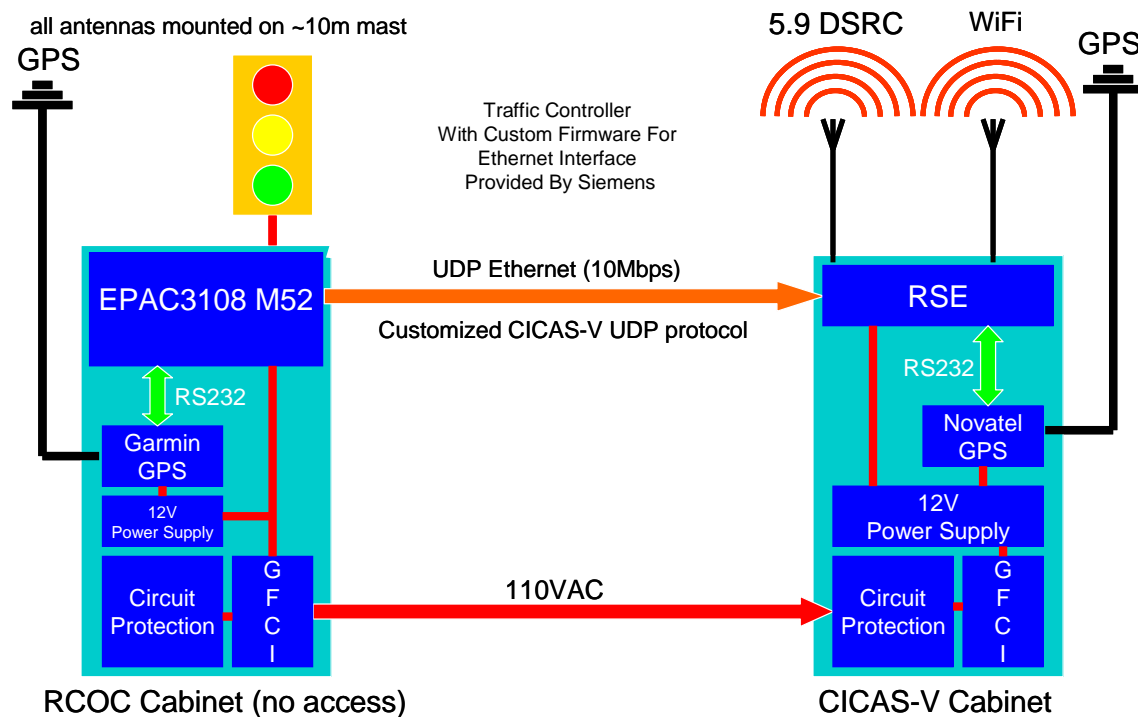 all antennas mounted on ~10m mast
GPS
5.9 DSRC
WiFi
GPS
Traffic Controller
With Custom Firmware For
Ethernet Interface
Provided By Siemens
EPAC3108 M52
UDP Ethernet (10Mbps)
Customized CICAS-V UDP protocol
RSE
RS232
RS232
Garmin
GPS
Novatel
GPS
12V
Power Supply
12V
Power Supply
Circuit
Protection
G
F
C
I
110VAC
Circuit
Protection
G
F
C
I
RCOC Cabinet (no access)
CICAS-V Cabinet